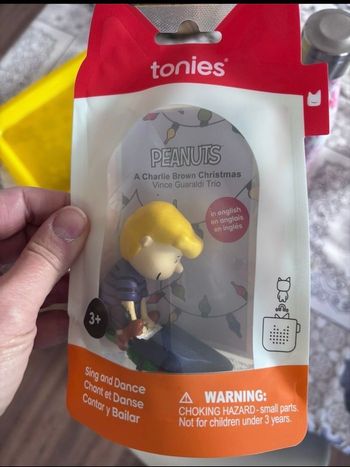 tonies®
PEANUTS
A Charlie Brown Christmas
Vince Guaraldi Trio
in english
en anglais
en inglés
3+
Sing and Dance
Chant et Danse
Cantar y Bailar
⚠ WARNING:
CHOKING HAZARD - small parts.
Not for children under 3 years.